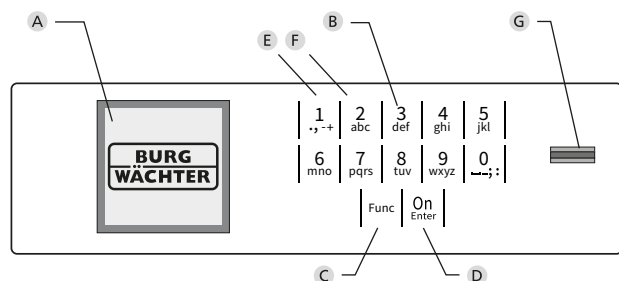 A
E F
B
G
1 2 3 4 5
.,-+ abc def ghi jkl
BURG
WÄCHTER
6 7 8 9 0
mno pqrs tuv wxyz ⎵_;:
Func On
Enter
C
D